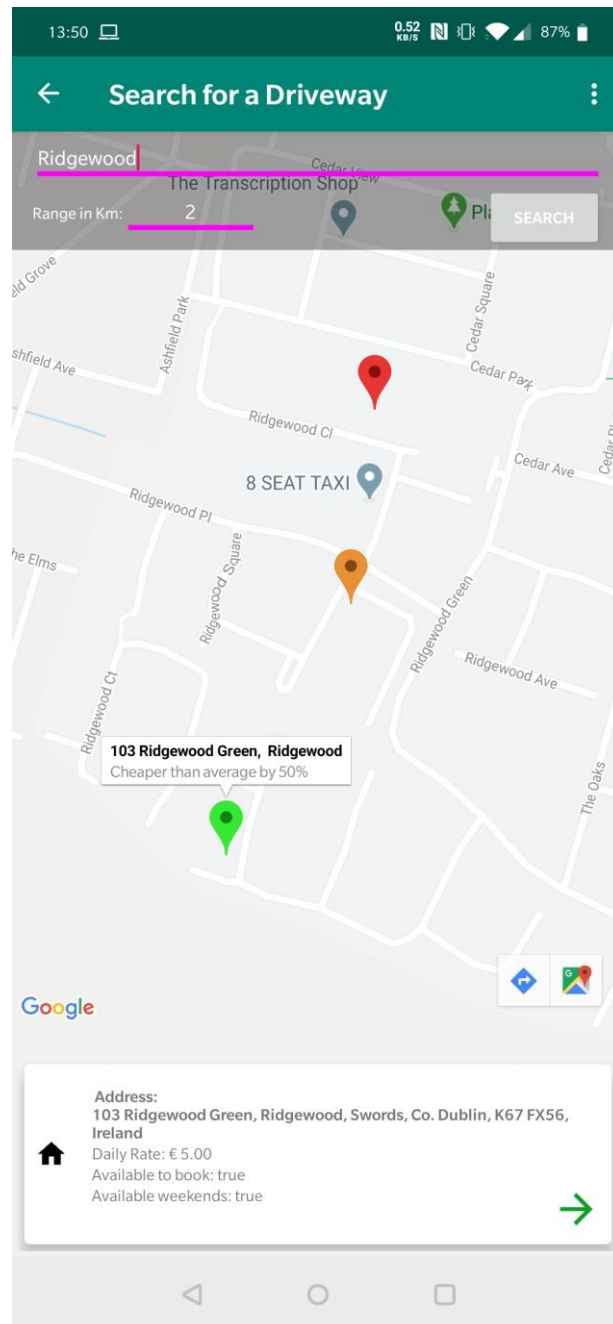 13:50
0.52
KB/S
87%
Search for a Driveway
Ridgewood
Cedar View
The Transcription Shop
Range in Km:
2
Pla
SEARCH
ld Grove
Ashfield Park
Cedar Square
shfield Ave
Cedar Park
Ridgewood Cl
8 SEAT TAXI
Cedar Ave
Ridgewood Pl
he Elms
Ridgewood Square
Ridgewood Green
Ridgewood Ave
Ridgewood Ct
103 Ridgewood Green, Ridgewood
Cheaper than average by 50%
The Oaks
Google
Address:
103 Ridgewood Green, Ridgewood, Swords, Co. Dublin, K67 FX56,
Ireland
Daily Rate: € 5.00
Available to book: true
Available weekends: true